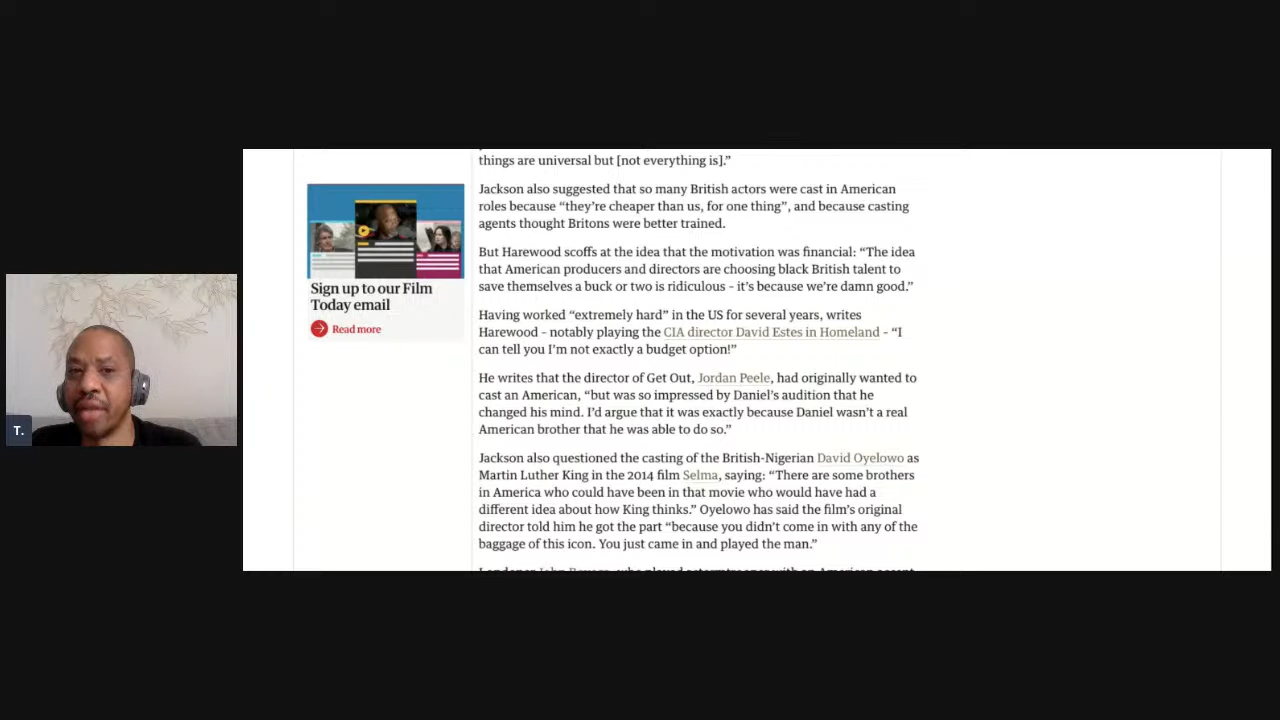 things are universal but [not everything is].”
Jackson also suggested that so many British actors were cast in American
roles because “they’re cheaper than us, for one thing”, and because casting
agents thought Britons were better trained.
But Harewood scoffs at the idea that the motivation was financial: “The idea
that American producers and directors are choosing black British talent to
save themselves a buck or two is ridiculous – it’s because we’re damn good.”
Having worked “extremely hard” in the US for several years, writes
Harewood – notably playing the CIA director David Estes in Homeland – “I
can tell you I’m not exactly a budget option!”
He writes that the director of Get Out, Jordan Peele, had originally wanted to
cast an American, “but was so impressed by Daniel’s audition that he
changed his mind. I’d argue that it was exactly because Daniel wasn’t a real
American brother that he was able to do so.”
Jackson also questioned the casting of the British-Nigerian David Oyelowo as
Martin Luther King in the 2014 film Selma, saying: “There are some brothers
in America who could have been in that movie who would have had a
different idea about how King thinks.” Oyelowo has said the film’s original
director told him he got the part “because you didn’t come in with any of the
baggage of this icon. You just came in and played the man.”
Sign up to our Film
Today email
Read more
T.